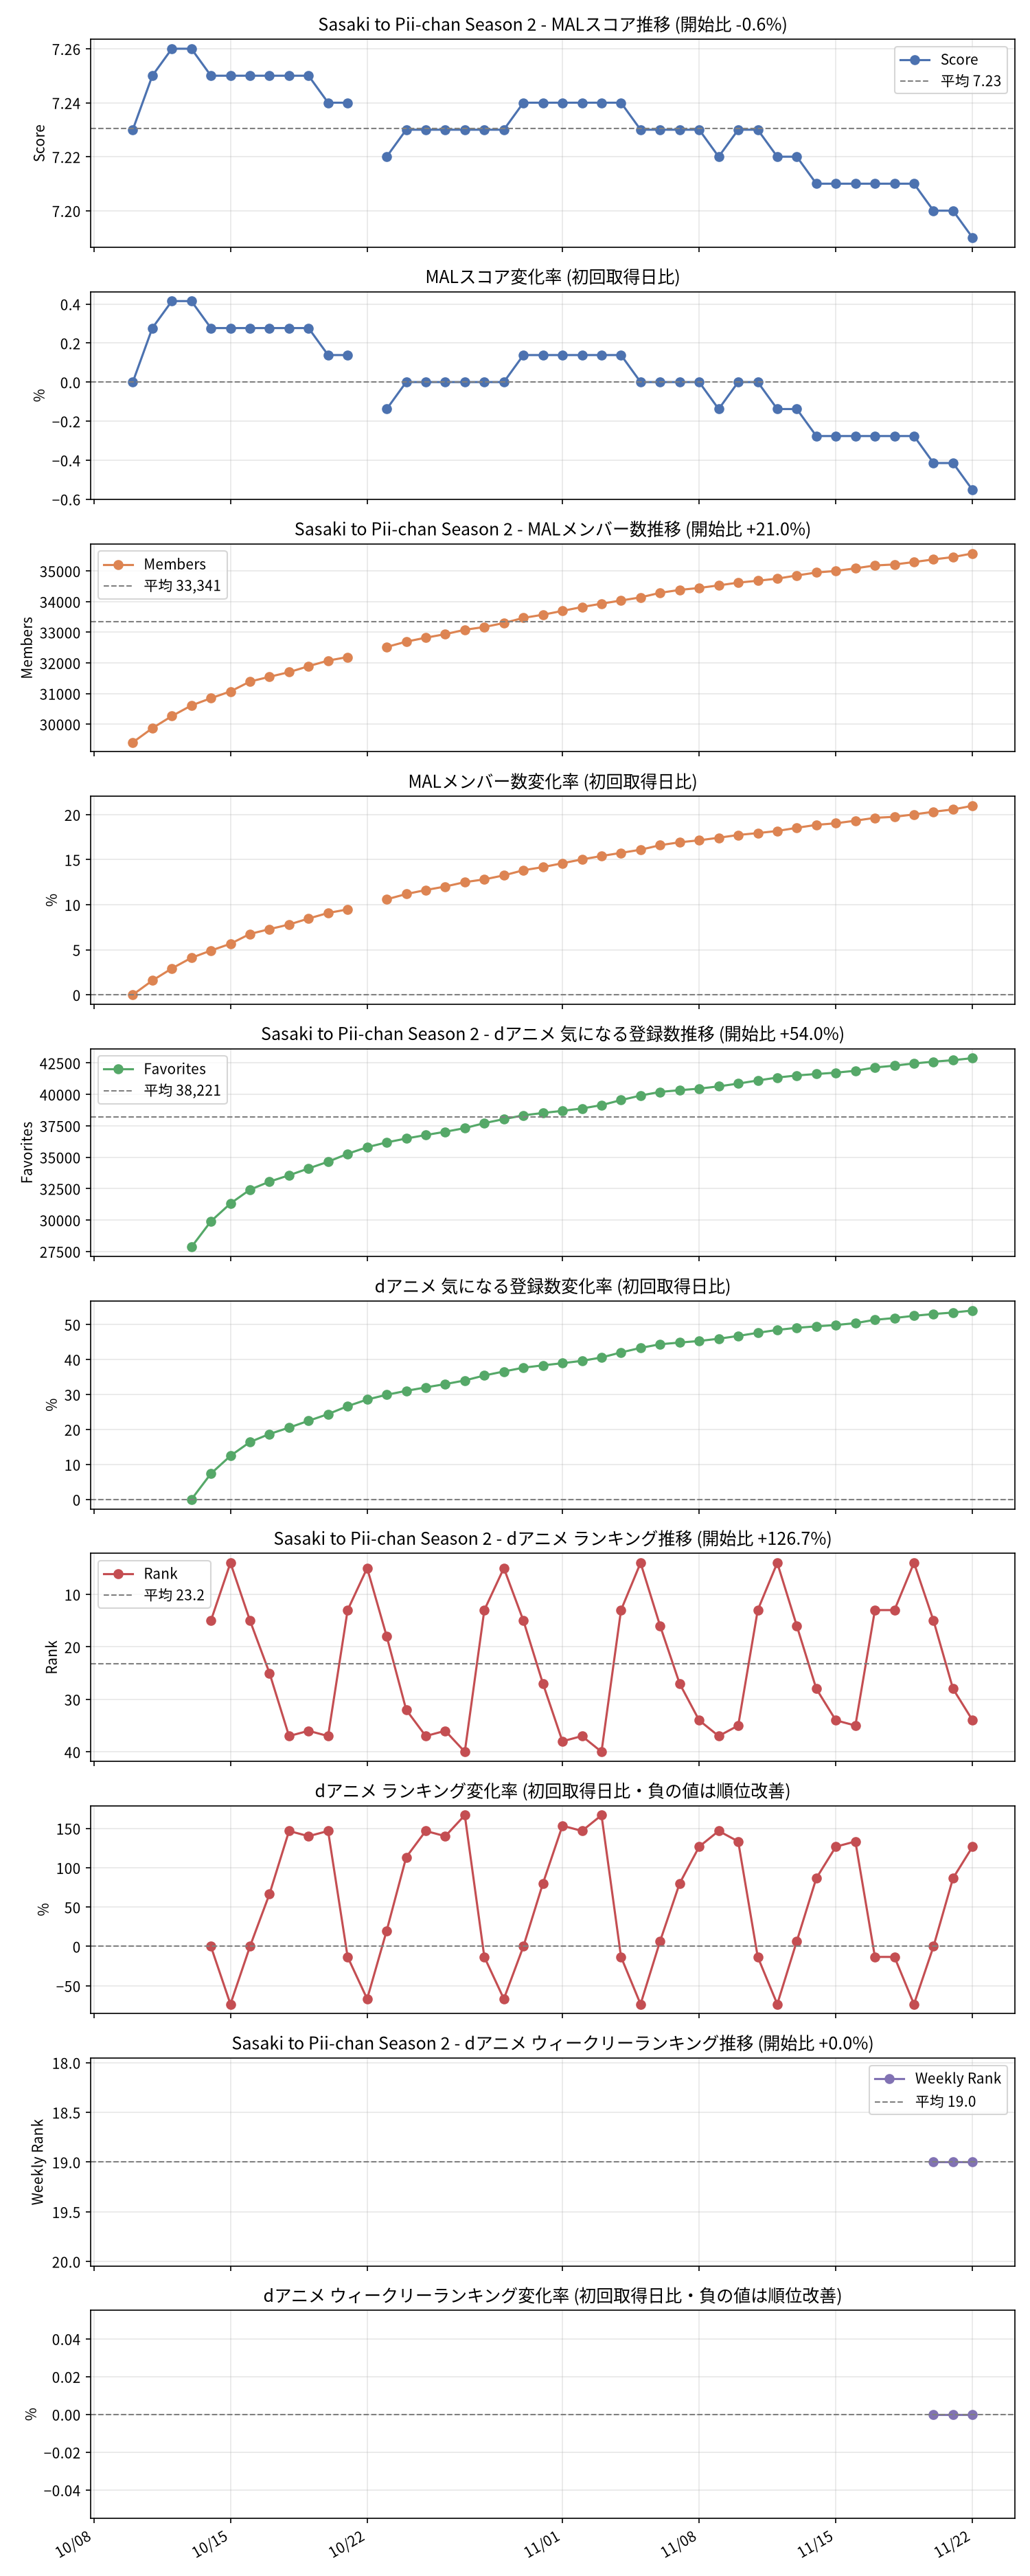 Sasaki to Pii-chan Season 2 - MALスコア推移 (開始比 -0.6%)
7.26
7.24
7.22
7.20
Score
Score
平均 7.23
MALスコア変化率 (初回取得日比)
0.4
0.2
0.0
−0.2
−0.4
−0.6
%
Sasaki to Pii-chan Season 2 - MALメンバー数推移 (開始比 +21.0%)
35000
34000
33000
32000
31000
30000
Members
Members
平均 33,341
MALメンバー数変化率 (初回取得日比)
20
15
10
5
0
%
Sasaki to Pii-chan Season 2 - dアニメ 気になる登録数推移 (開始比 +54.0%)
42500
40000
37500
35000
32500
30000
27500
Favorites
Favorites
平均 38,221
dアニメ 気になる登録数変化率 (初回取得日比)
50
40
30
20
10
0
%
Sasaki to Pii-chan Season 2 - dアニメ ランキング推移 (開始比 +126.7%)
10
20
30
40
Rank
Rank
平均 23.2
dアニメ ランキング変化率 (初回取得日比・負の値は順位改善)
150
100
50
0
−50
%
Sasaki to Pii-chan Season 2 - dアニメ ウィークリーランキング推移 (開始比 +0.0%)
18.0
18.5
19.0
19.5
20.0
Weekly Rank
Weekly Rank
平均 19.0
dアニメ ウィークリーランキング変化率 (初回取得日比・負の値は順位改善)
0.04
0.02
0.00
−0.02
−0.04
%
10/08
10/15
10/22
11/01
11/08
11/15
11/22